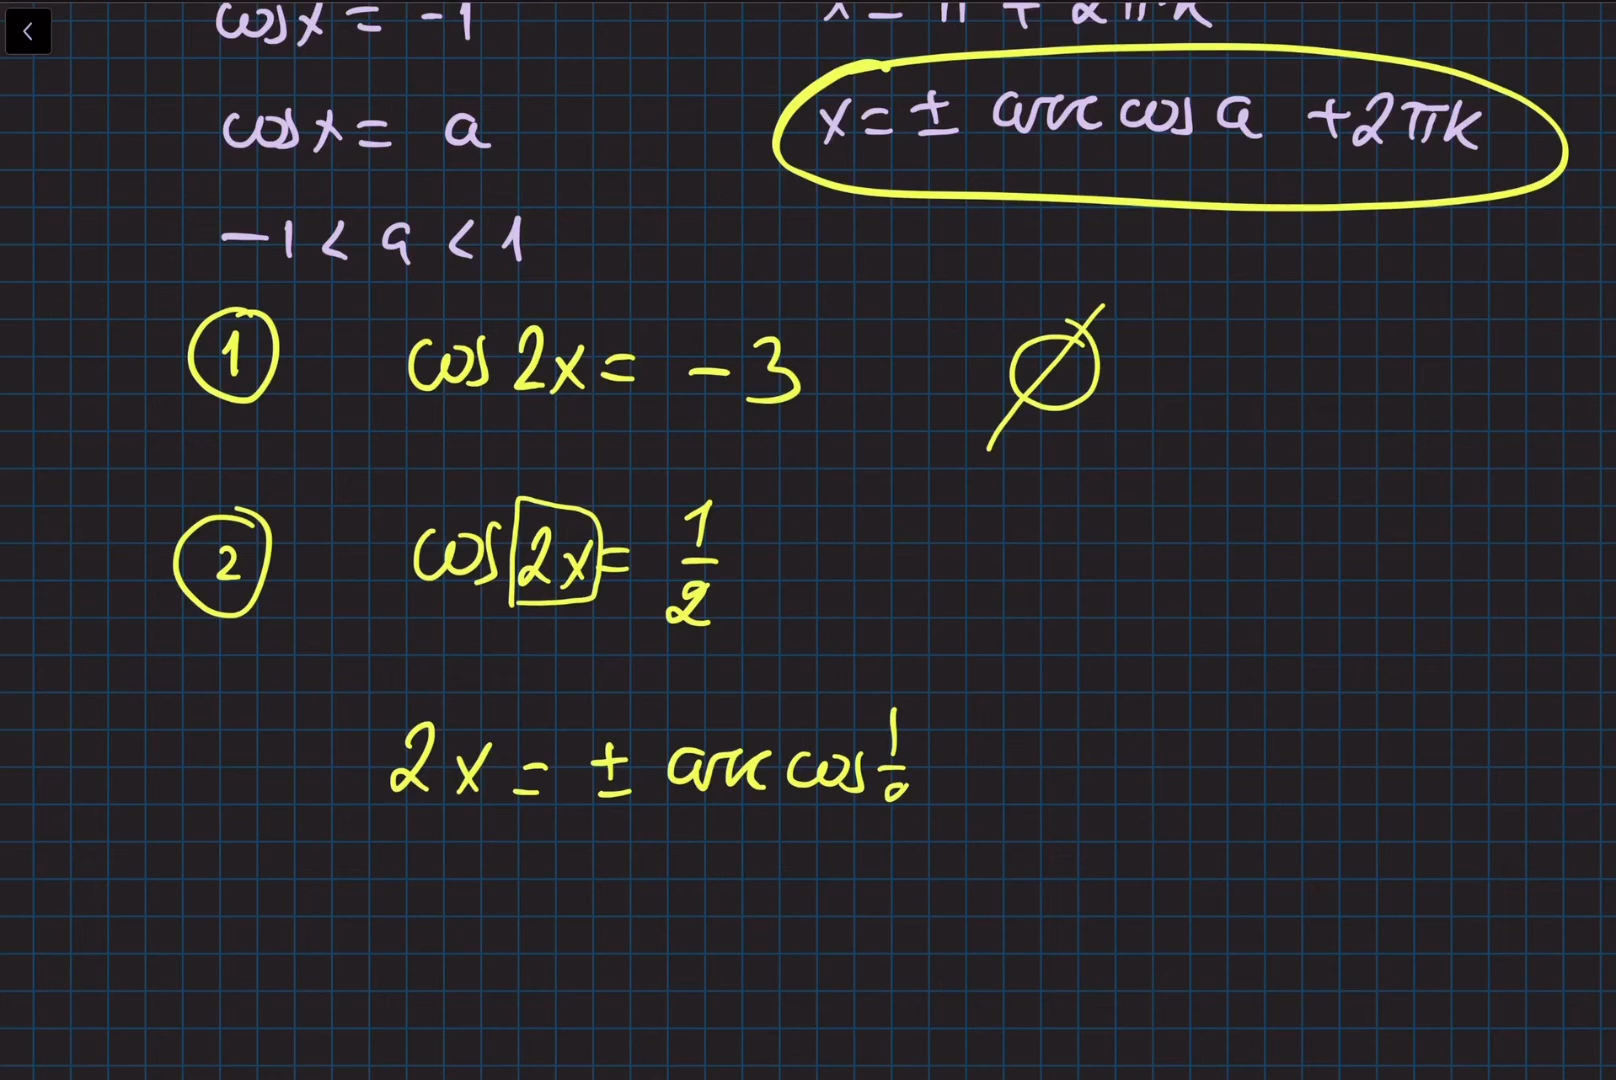 cos x = -1
x = π + 2π·k
cos x = a
x = ± arccos a + 2πk
-1 < a < 1
① cos 2x = -3 ∅
② cos 2x = 1/2
2x = ± arccos 1/2